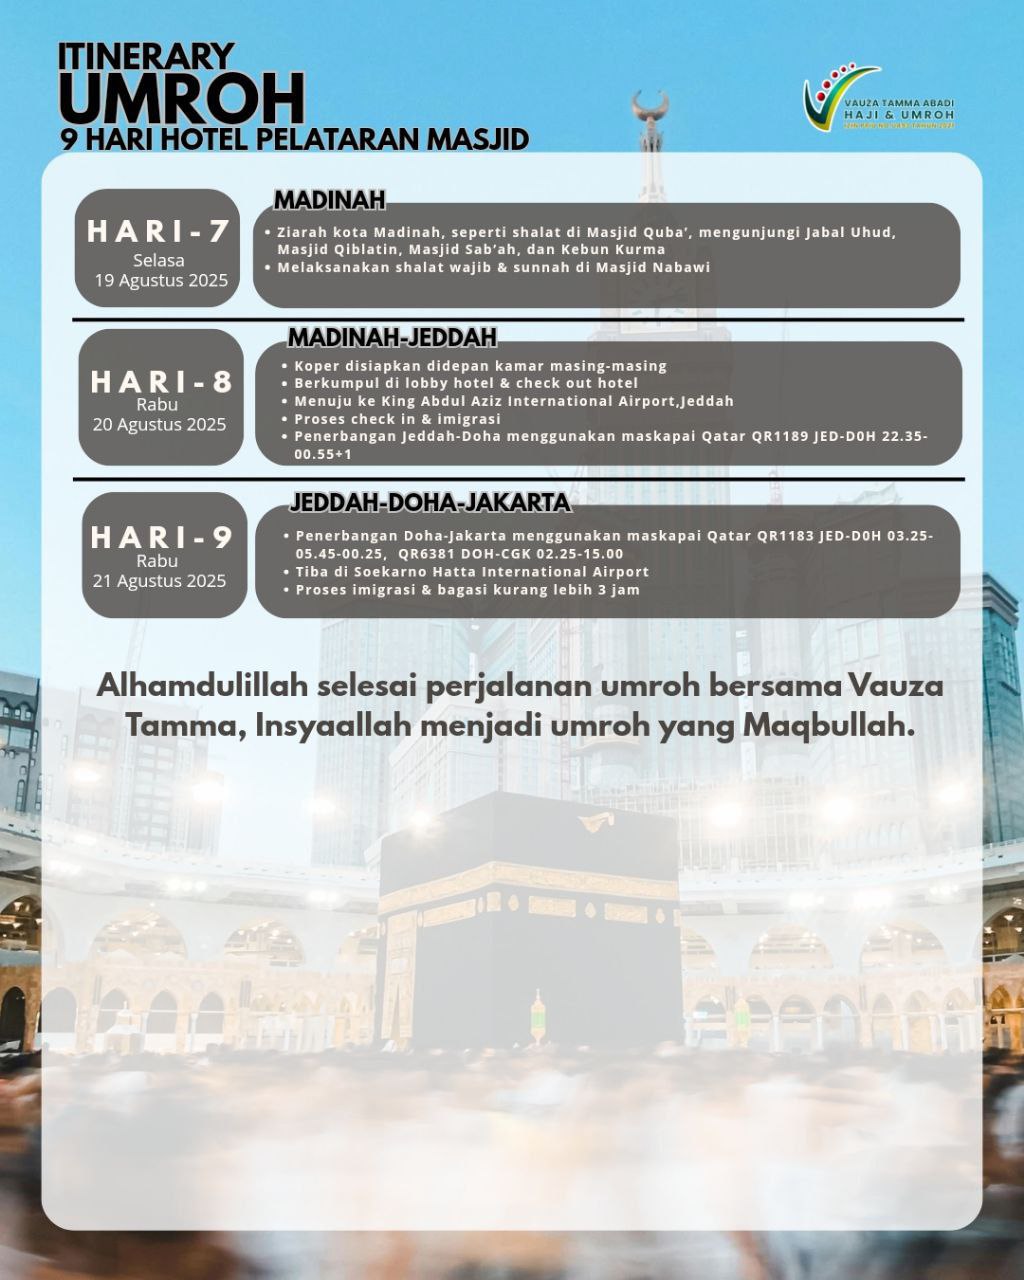 ITINERARY
UMROH
9 HARI HOTEL PELATARAN MASJID
VAUZA TAMMA ABADI
HAJI & UMROH
HARI-7
Selasa
19 Agustus 2025
MADINAH
• Ziarah kota Madinah, seperti shalat di Masjid Quba', mengunjungi Jabal Uhud,
Masjid Qiblatin, Masjid Sab'ah, dan Kebun Kurma
• Melaksanakan shalat wajib & sunnah di Masjid Nabawi
HARI-8
Rabu
20 Agustus 2025
MADINAH-JEDDAH
• Koper disiapkan didepan kamar masing-masing
• Berkumpul di lobby hotel & check out hotel
• Menuju ke King Abdul Aziz International Airport,Jeddah
• Proses check in & imigrasi
• Penerbangan Jeddah-Doha menggunakan maskapai Qatar QR1189 JED-D0H 22.35-
00.55+1
HARI-9
Rabu
21 Agustus 2025
JEDDAH-DOHA-JAKARTA
• Penerbangan Doha-Jakarta menggunakan maskapai Qatar QR1183 JED-D0H 03.25-
05.45-00.25, QR6381 DOH-CGK 02.25-15.00
• Tiba di Soekarno Hatta International Airport
• Proses imigrasi & bagasi kurang lebih 3 jam
Alhamdulillah selesai perjalanan umroh bersama Vauza
Tamma, Insyaallah menjadi umroh yang Maqbullah.